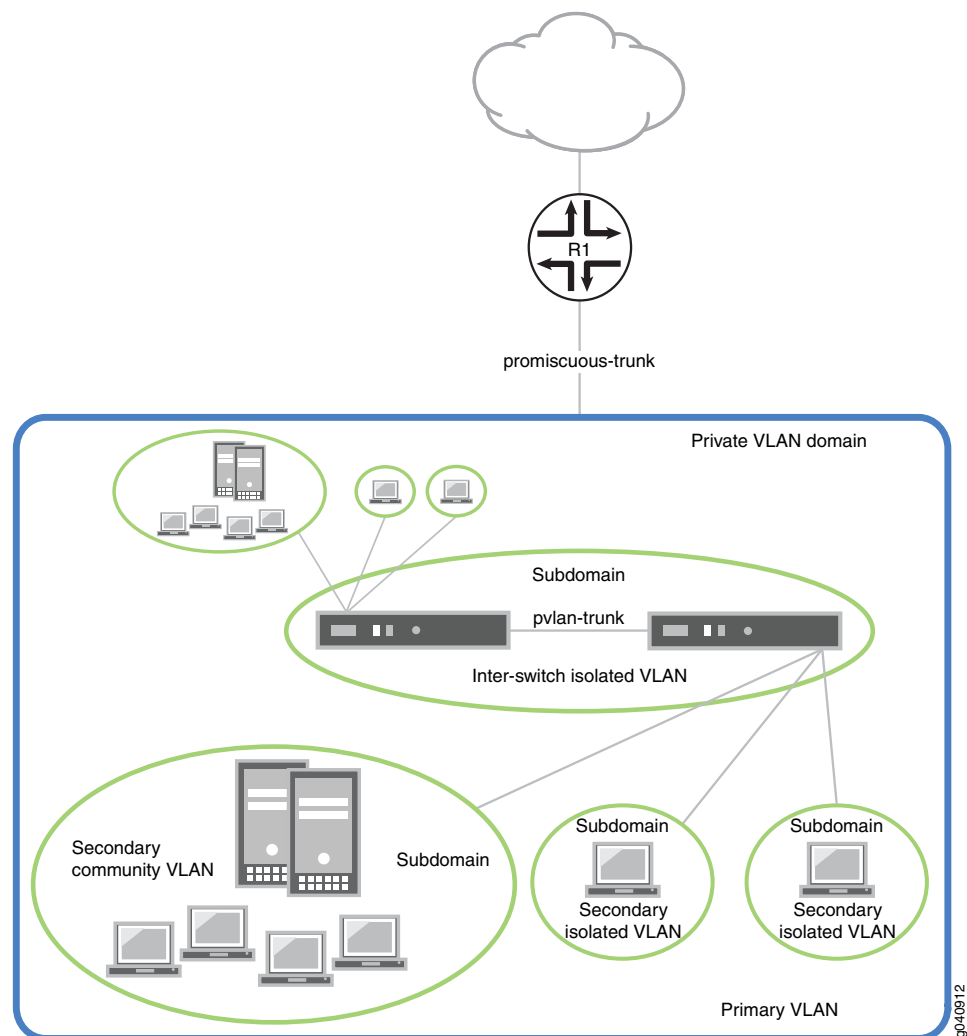 R1
promiscuous-trunk
Private VLAN domain
Subdomain
pvlan-trunk
Inter-switch isolated VLAN
Secondary
community VLAN
Subdomain
Subdomain
Secondary
isolated VLAN
Subdomain
Secondary
isolated VLAN
Primary VLAN
g040912